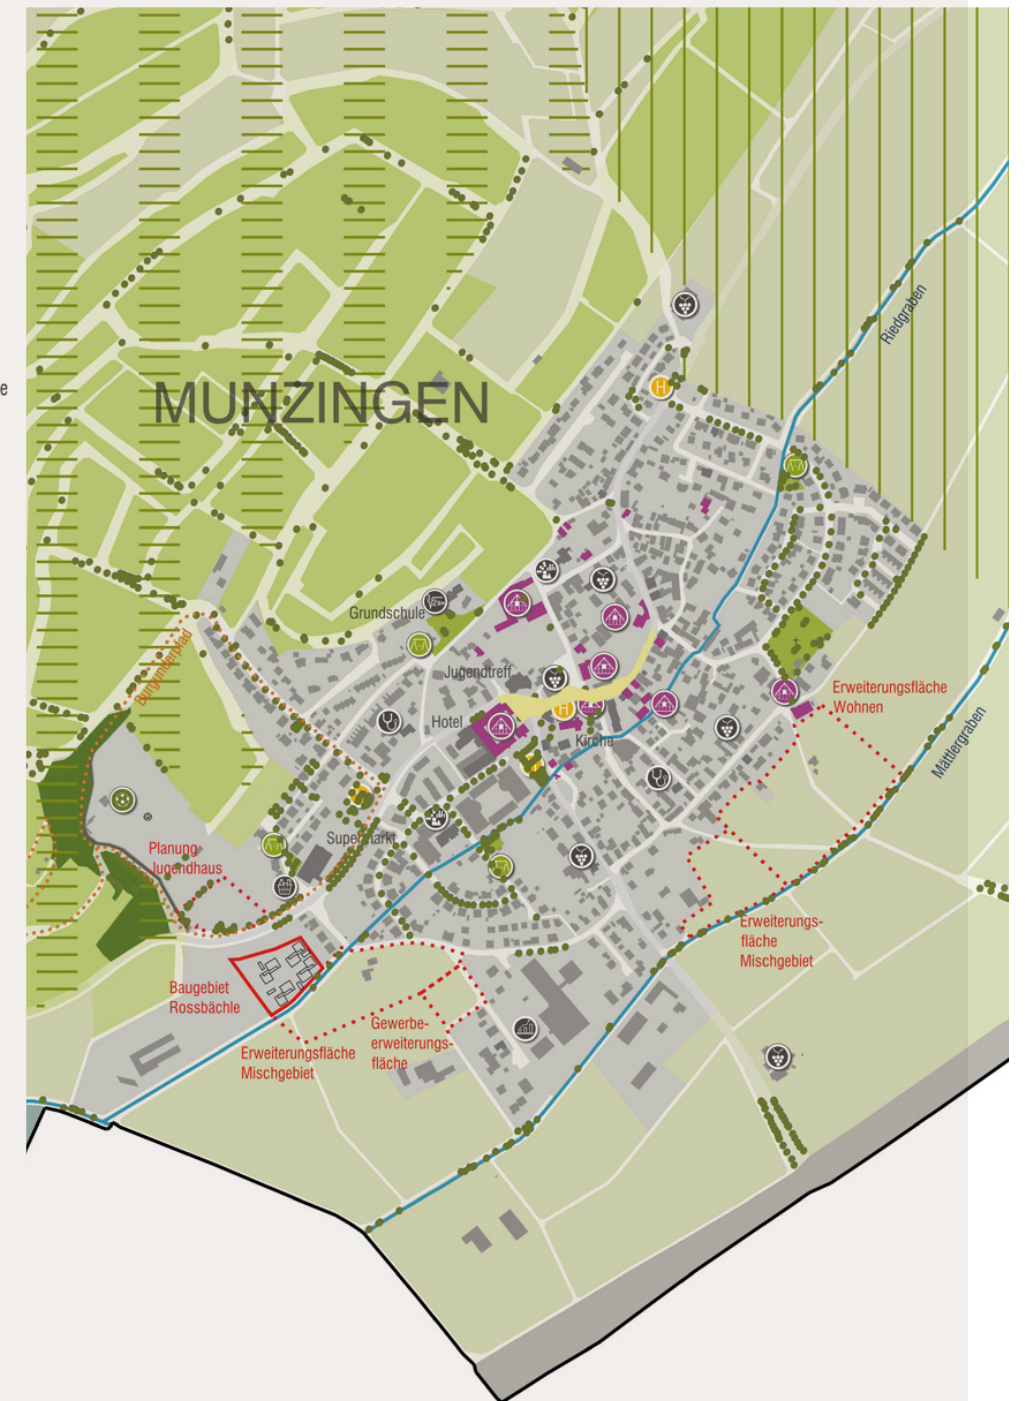 e
MUNZINGEN
Riedgraben
Grundschule
Burgunderpfad
Jugendtreff
Hotel
Kirche
Erweiterungsfläche
Wohnen
Mättlergraben
Supermarkt
Planung
Jugendhaus
Erweiterungs-
fläche
Mischgebiet
Baugebiet
Rossbächle
Gewerbe-
erweiterungs-
fläche
Erweiterungsfläche
Mischgebiet
H
H